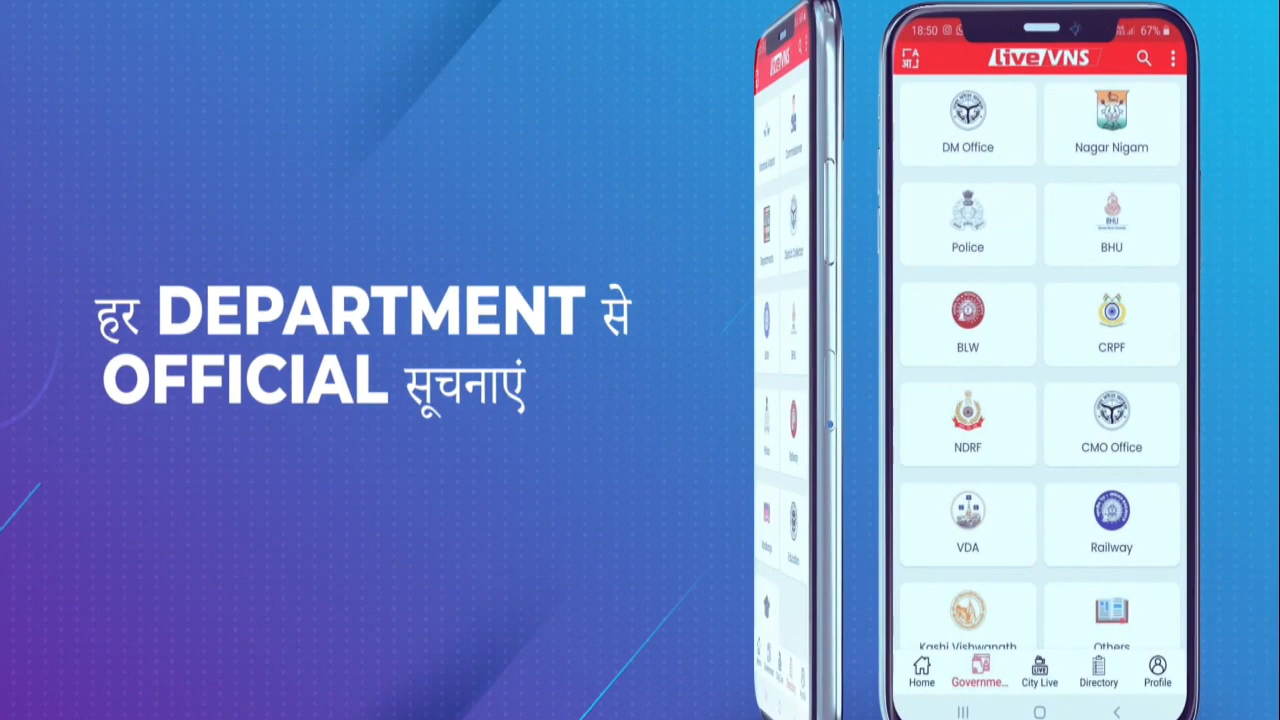 हर DEPARTMENT से
OFFICIAL सूचनाएं
18:50
67%
Live VNS
DM Office
Nagar Nigam
Police
BHU
BLW
CRPF
NDRF
CMO Office
VDA
Railway
Kashi Vishwanath
Others
Home
Governme...
City Live
Directory
Profile